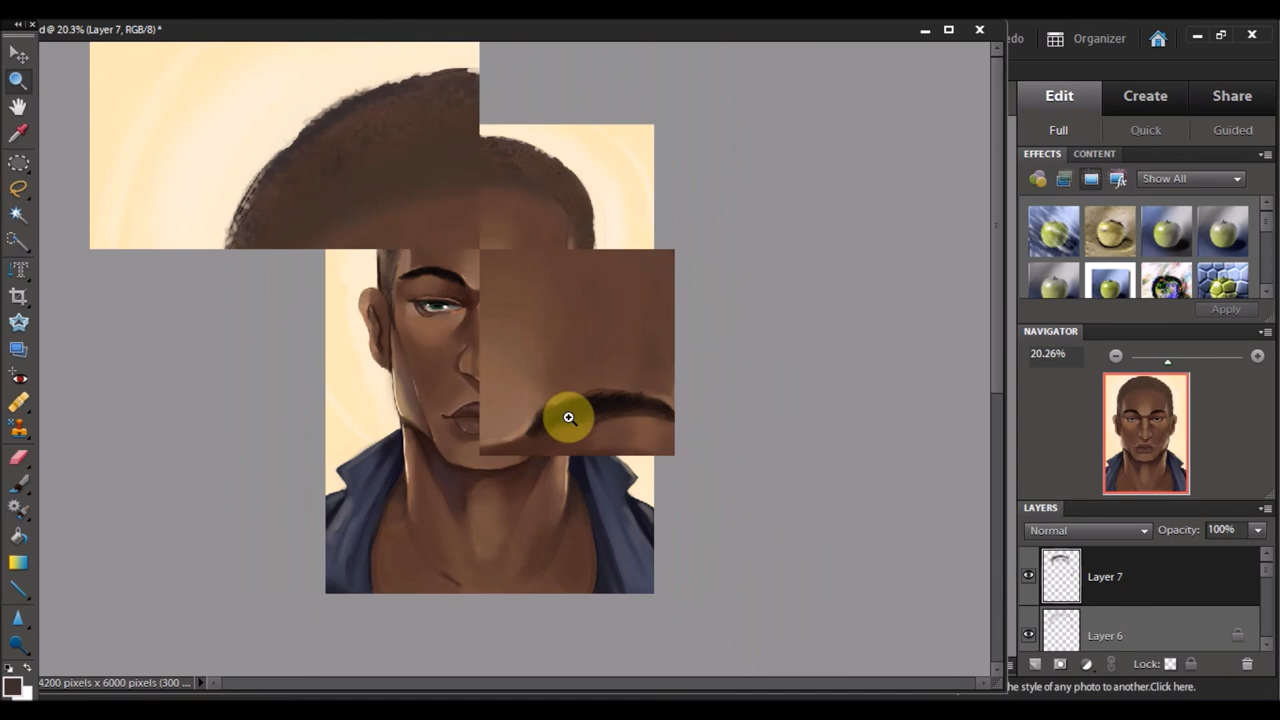 d @ 20.3% (Layer 7, RGB/8) *
edo
Organizer
Edit
Create
Share
Full
Quick
Guided
EFFECTS
CONTENT
Show All
Apply
NAVIGATOR
20.26%
LAYERS
Normal
Opacity: 100%
Layer 7
Layer 6
Lock:
4200 pixels x 6000 pixels (300 ...
he style of any photo to another.Click here.